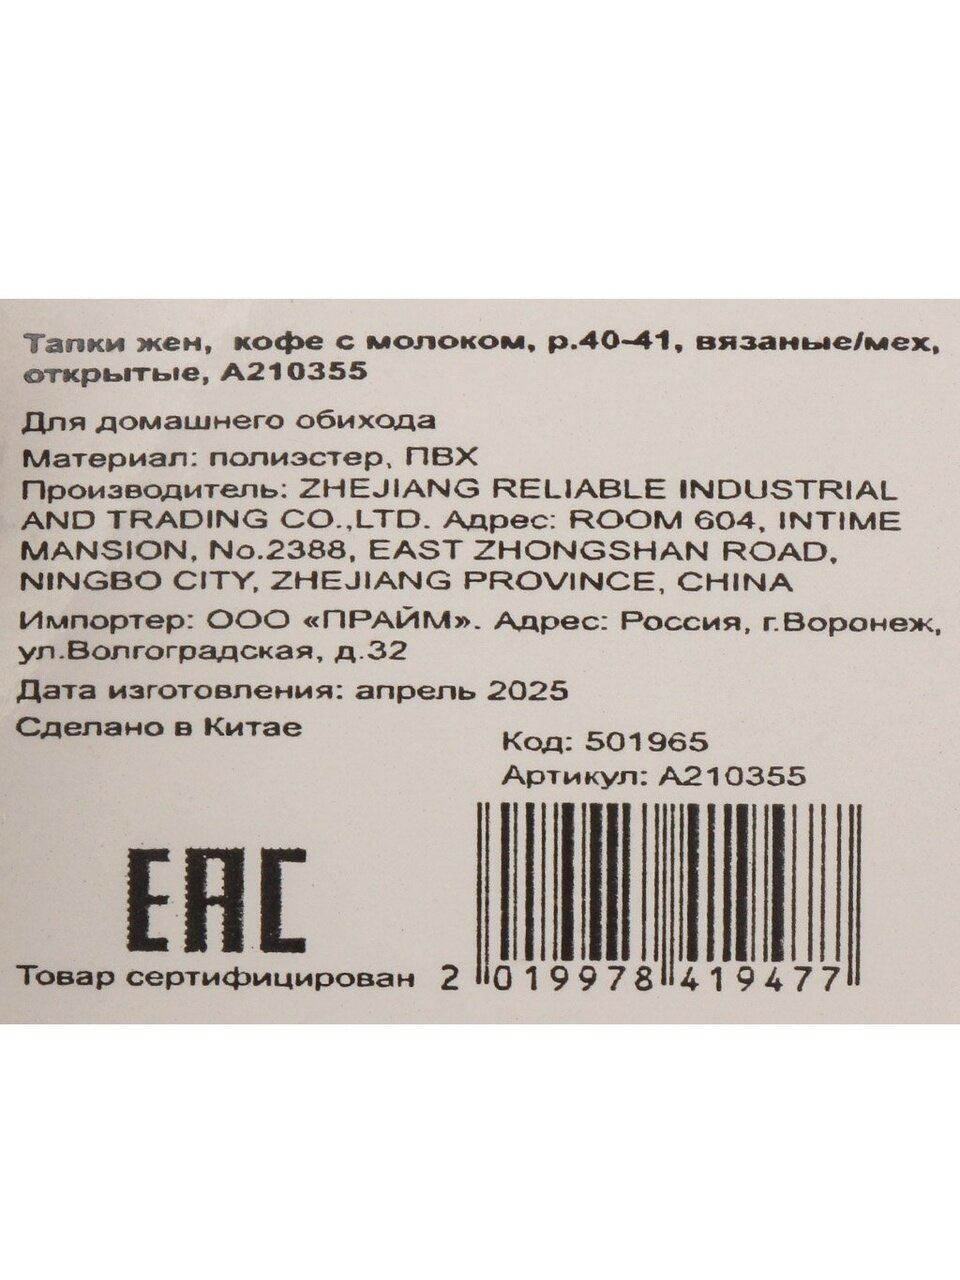 Тапки жен, кофе с молоком, р.40-41, вязаные/мех,
открытые, А210355
Для домашнего обихода
Материал: полиэстер, ПВХ
Производитель: ZHEJIANG RELIABLE INDUSTRIAL
AND TRADING CO.,LTD. Адрес: ROOM 604, INTIME
MANSION, No.2388, EAST ZHONGSHAN ROAD,
NINGBO CITY, ZHEJIANG PROVINCE, CHINA
Импортер: ООО «ПРАЙМ». Адрес: Россия, г.Воронеж,
ул.Волгоградская, д.32
Дата изготовления: апрель 2025
Сделано в Китае
Код: 501965
Артикул: А210355
ЕАС
Товар сертифицирован
2 019978 419477